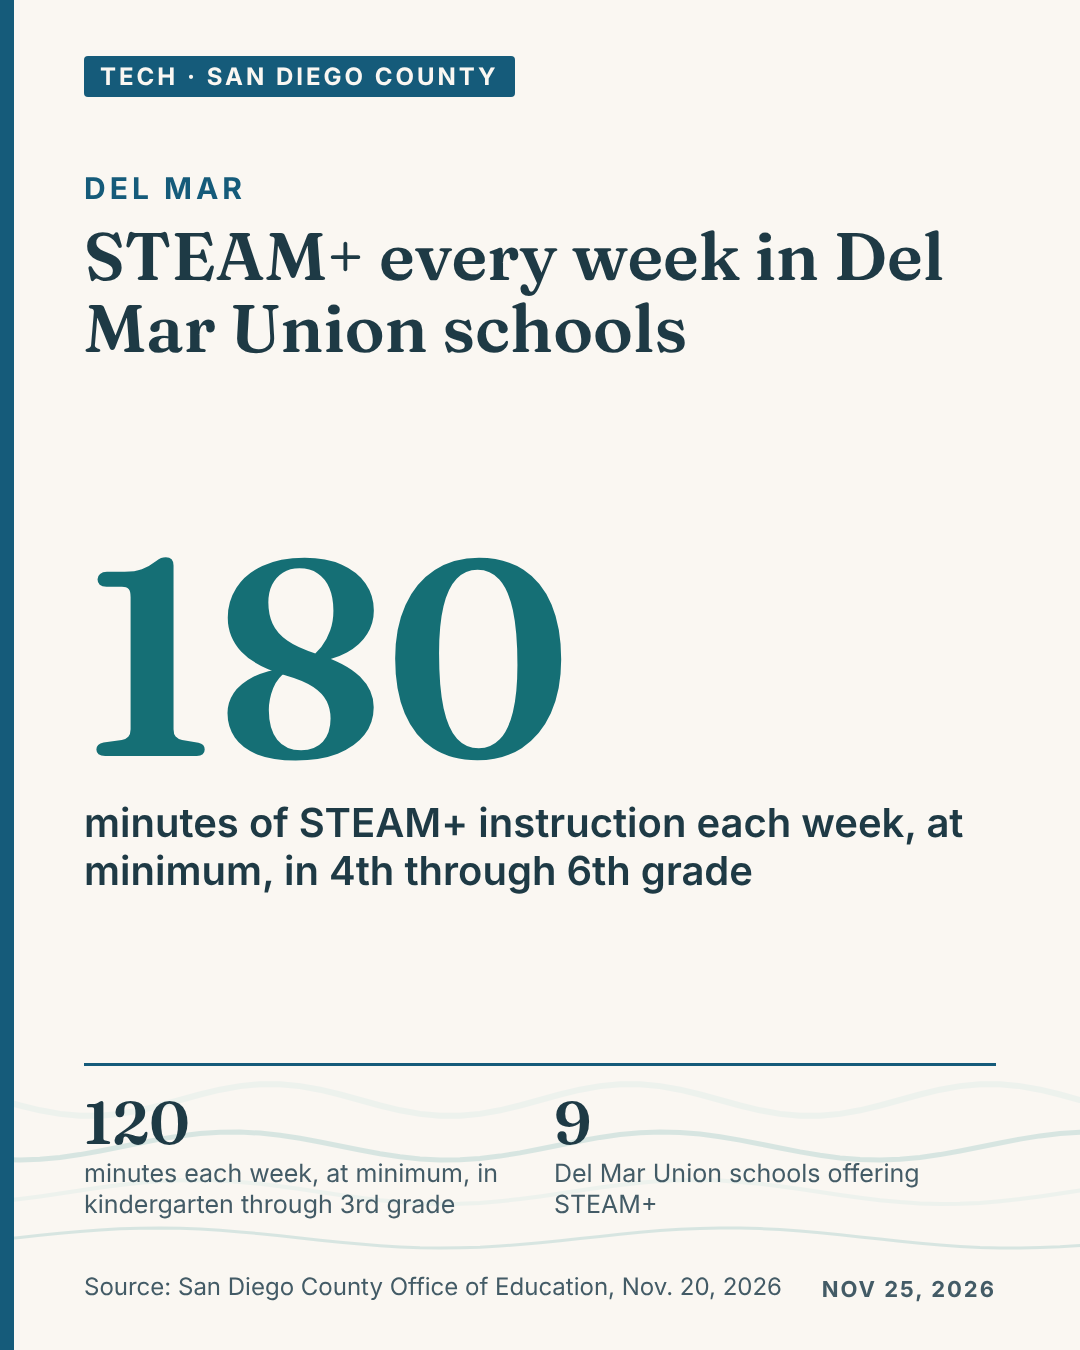 TECH · SAN DIEGO COUNTY
DEL MAR
STEAM+ every week in Del
Mar Union schools
180
minutes of STEAM+ instruction each week, at
minimum, in 4th through 6th grade
120
minutes each week, at minimum, in
kindergarten through 3rd grade
9
Del Mar Union schools offering
STEAM+
Source: San Diego County Office of Education, Nov. 20, 2026
NOV 25, 2026